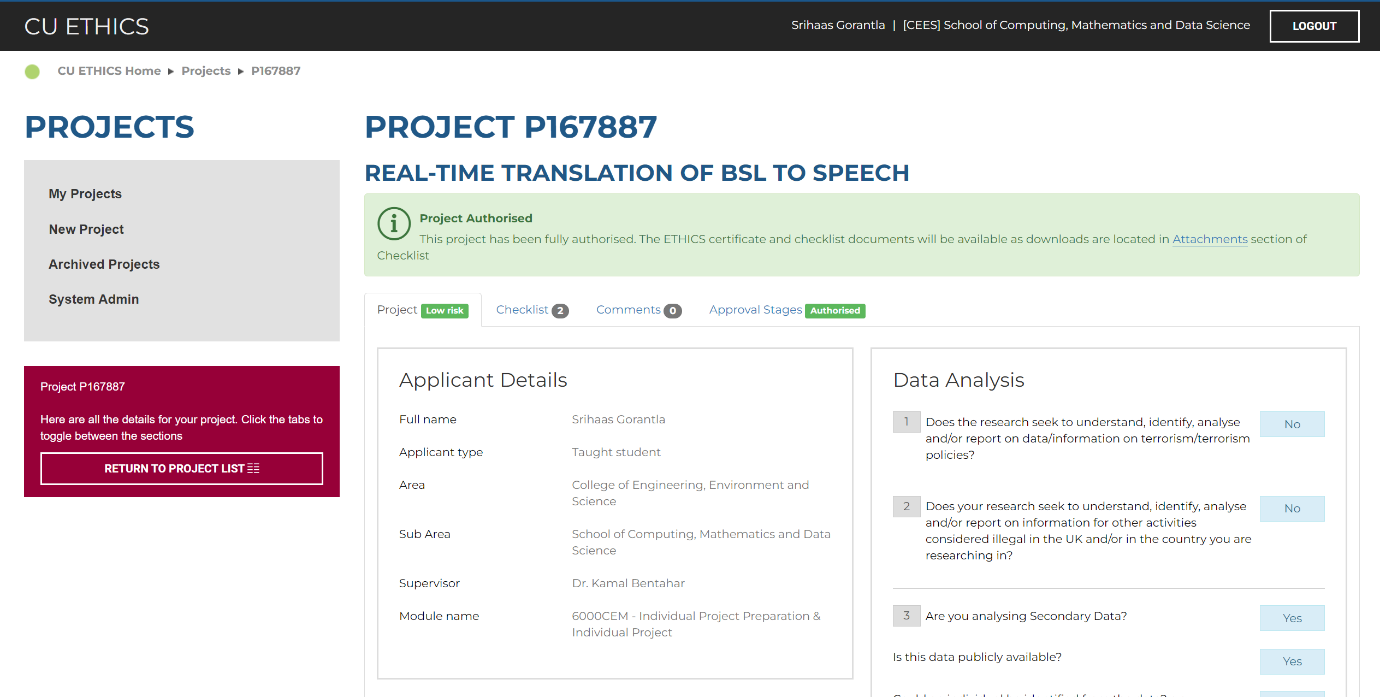 CU ETHICS
Srihaas Gorantla | [CEES] School of Computing, Mathematics and Data Science
LOGOUT
CU ETHICS Home ▸ Projects ▸ P167887
PROJECTS
My Projects
New Project
Archived Projects
System Admin
Project P167887
Here are all the details for your project. Click the tabs to
toggle between the sections
RETURN TO PROJECT LIST
PROJECT P167887
REAL-TIME TRANSLATION OF BSL TO SPEECH
Project Authorised
This project has been fully authorised. The ETHICS certificate and checklist documents will be available as downloads are located in Attachments section of
Checklist
Project Low risk
Checklist 2
Comments 0
Approval Stages Authorised
Applicant Details
Full name Srihaas Gorantla
Applicant type Taught student
Area College of Engineering, Environment and
Science
Sub Area School of Computing, Mathematics and Data
Science
Supervisor Dr. Kamal Bentahar
Module name 6000CEM - Individual Project Preparation &
Individual Project
Data Analysis
1 Does the research seek to understand, identify, analyse No
and/or report on data/information on terrorism/terrorism
policies?
2 Does your research seek to understand, identify, analyse No
and/or report on information for other activities
considered illegal in the UK and/or in the country you are
researching in?
3 Are you analysing Secondary Data? Yes
Is this data publicly available? Yes